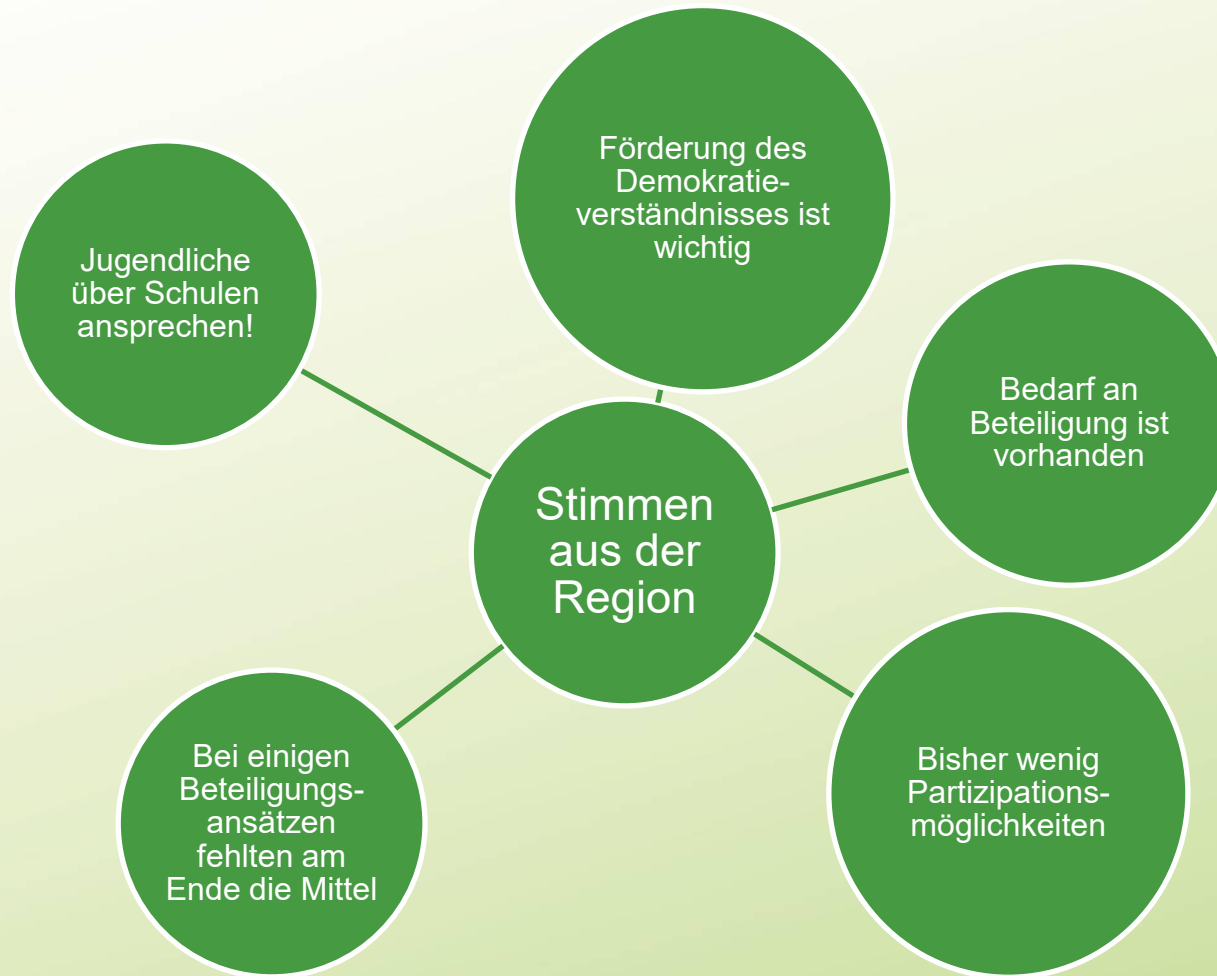 Förderung des
Demokratie-
verständnisses ist
wichtig
Jugendliche
über Schulen
ansprechen!
Bedarf an
Beteiligung ist
vorhanden
Stimmen
aus der
Region
Bei einigen
Beteiligungs-
ansätzen
fehlten am
Ende die Mittel
Bisher wenig
Partizipations-
möglichkeiten